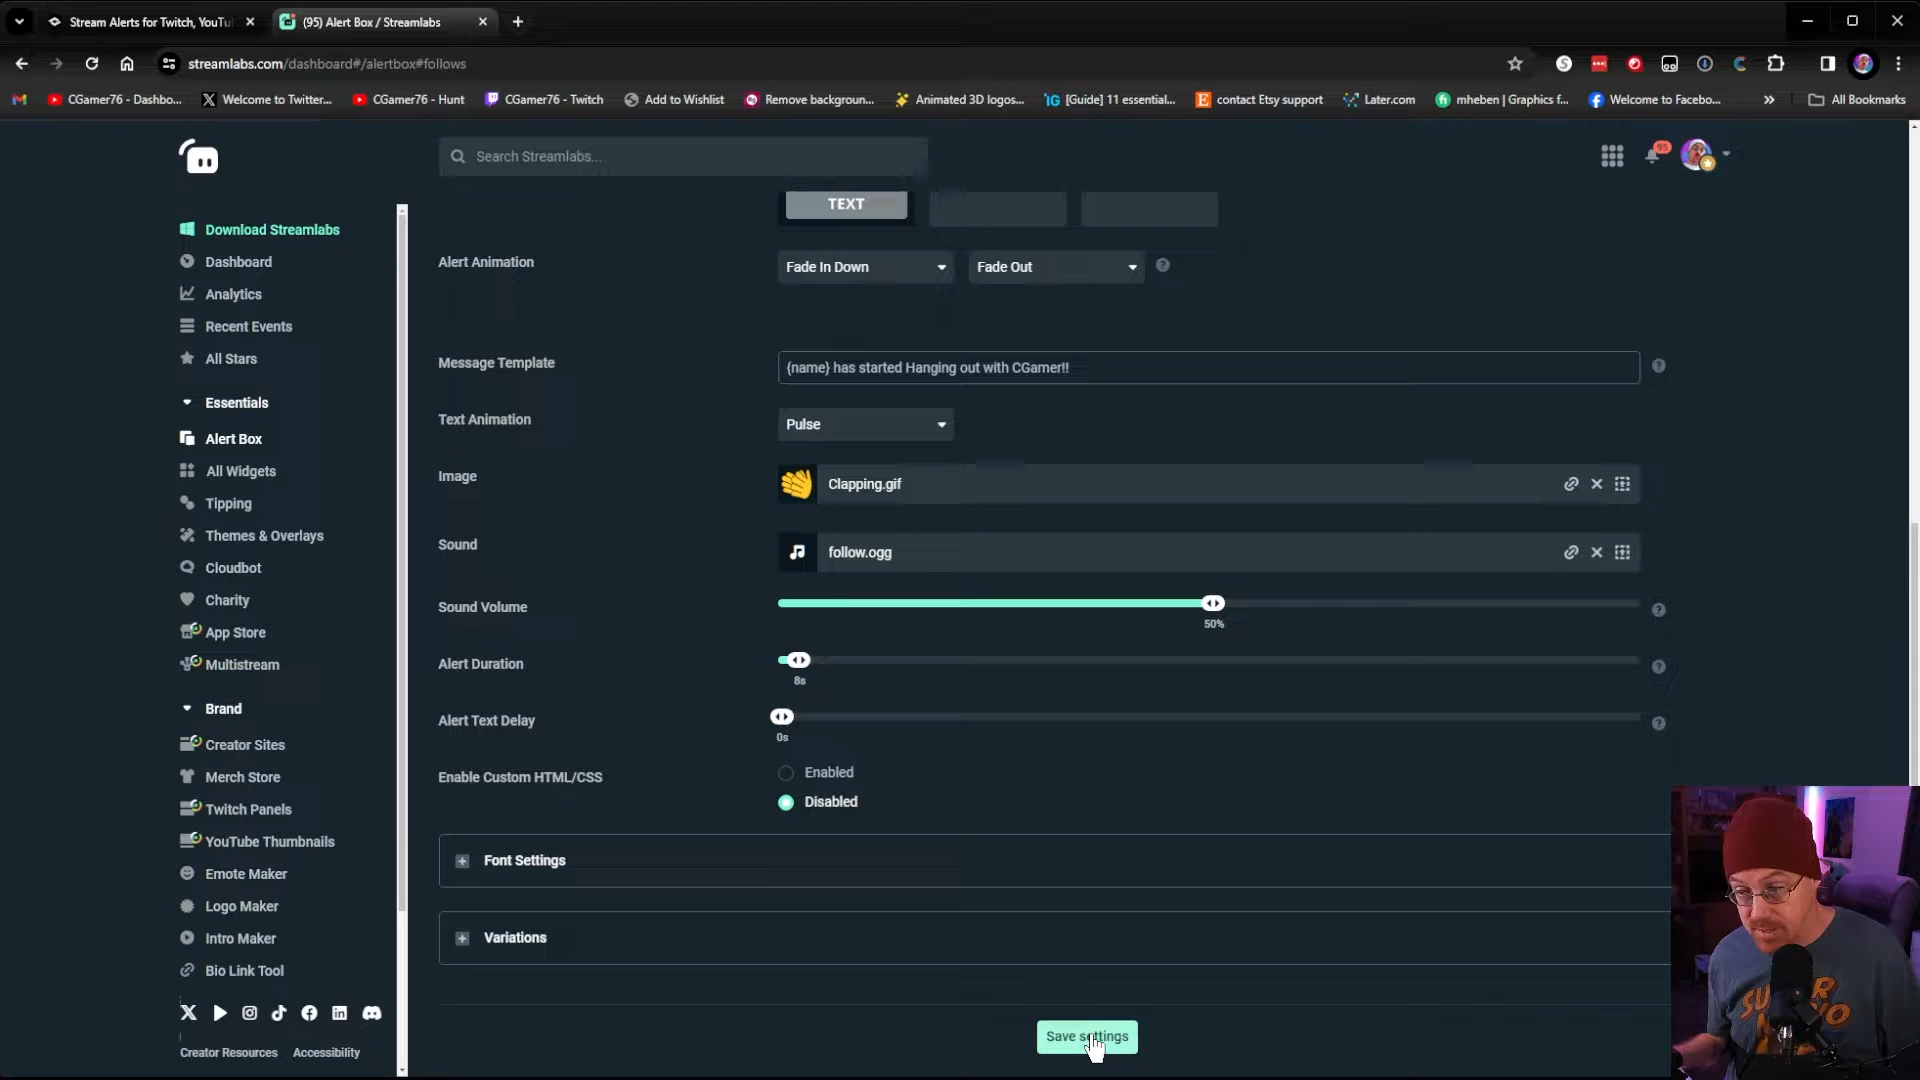 Stream Alerts for Twitch, YouTu
(95) Alert Box / Streamlabs
streamlabs.com/dashboard#/alertbox#follows
CGamer76 - Dashbo...
Welcome to Twitter...
CGamer76 - Hunt
CGamer76 - Twitch
Add to Wishlist
Remove backgroun...
Animated 3D logos...
[Guide] 11 essential...
contact Etsy support
Later.com
mheben | Graphics f...
Welcome to Facebo...
All Bookmarks
Search Streamlabs...
95
Download Streamlabs
Dashboard
Analytics
Recent Events
All Stars
Essentials
Alert Box
All Widgets
Tipping
Themes & Overlays
Cloudbot
Charity
App Store
Multistream
Brand
Creator Sites
Merch Store
Twitch Panels
YouTube Thumbnails
Emote Maker
Logo Maker
Intro Maker
Bio Link Tool
Creator Resources
Accessibility
TEXT
Alert Animation
Fade In Down
Fade Out
Message Template
{name} has started Hanging out with CGamer!!
Text Animation
Pulse
Image
Clapping.gif
Sound
follow.ogg
Sound Volume
50%
Alert Duration
8s
Alert Text Delay
0s
Enable Custom HTML/CSS
Enabled
Disabled
Font Settings
Variations
Save settings